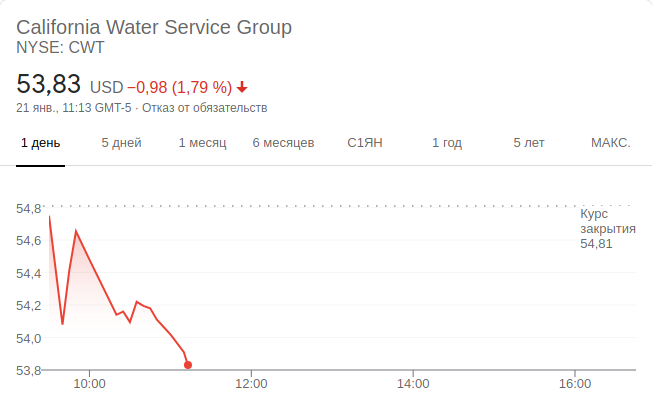 California Water Service Group
NYSE: CWT
53,83 USD −0,98 (1,79 %)
21 янв., 11:13 GMT-5 · Отказ от обязательств
1 день 5 дней 1 месяц 6 месяцев С1ЯН 1 год 5 лет МАКС.
54,8
54,6
54,4
54,2
54,0
53,8
Курс
закрытия
54,81
10:00 12:00 14:00 16:00